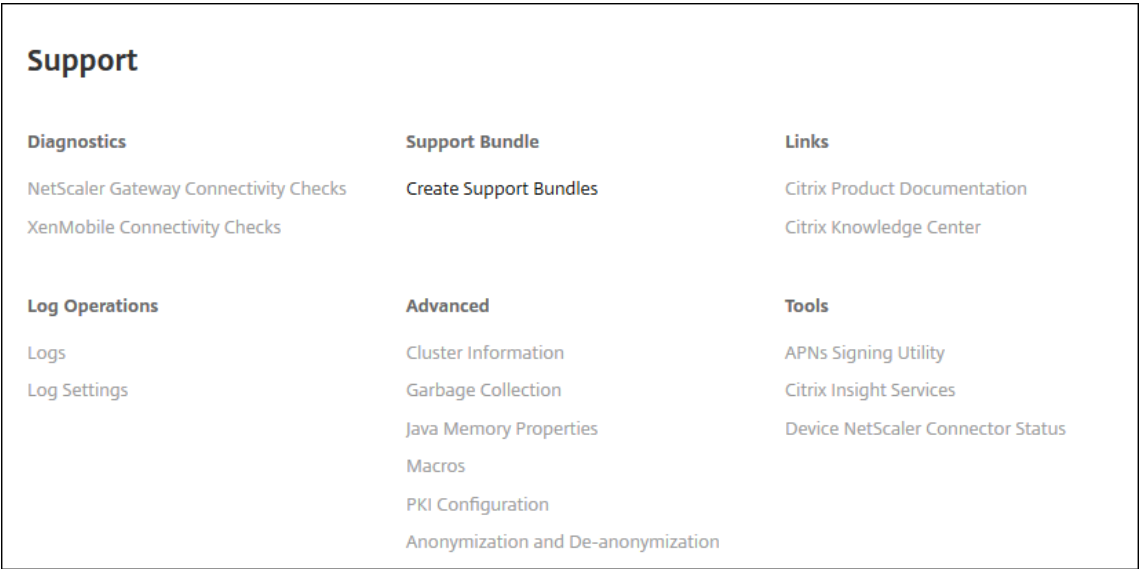 Support
Diagnostics
NetScaler Gateway Connectivity Checks
XenMobile Connectivity Checks
Support Bundle
Create Support Bundles
Links
Citrix Product Documentation
Citrix Knowledge Center
Log Operations
Logs
Log Settings
Advanced
Cluster Information
Garbage Collection
Java Memory Properties
Macros
PKI Configuration
Anonymization and De-anonymization
Tools
APNs Signing Utility
Citrix Insight Services
Device NetScaler Connector Status